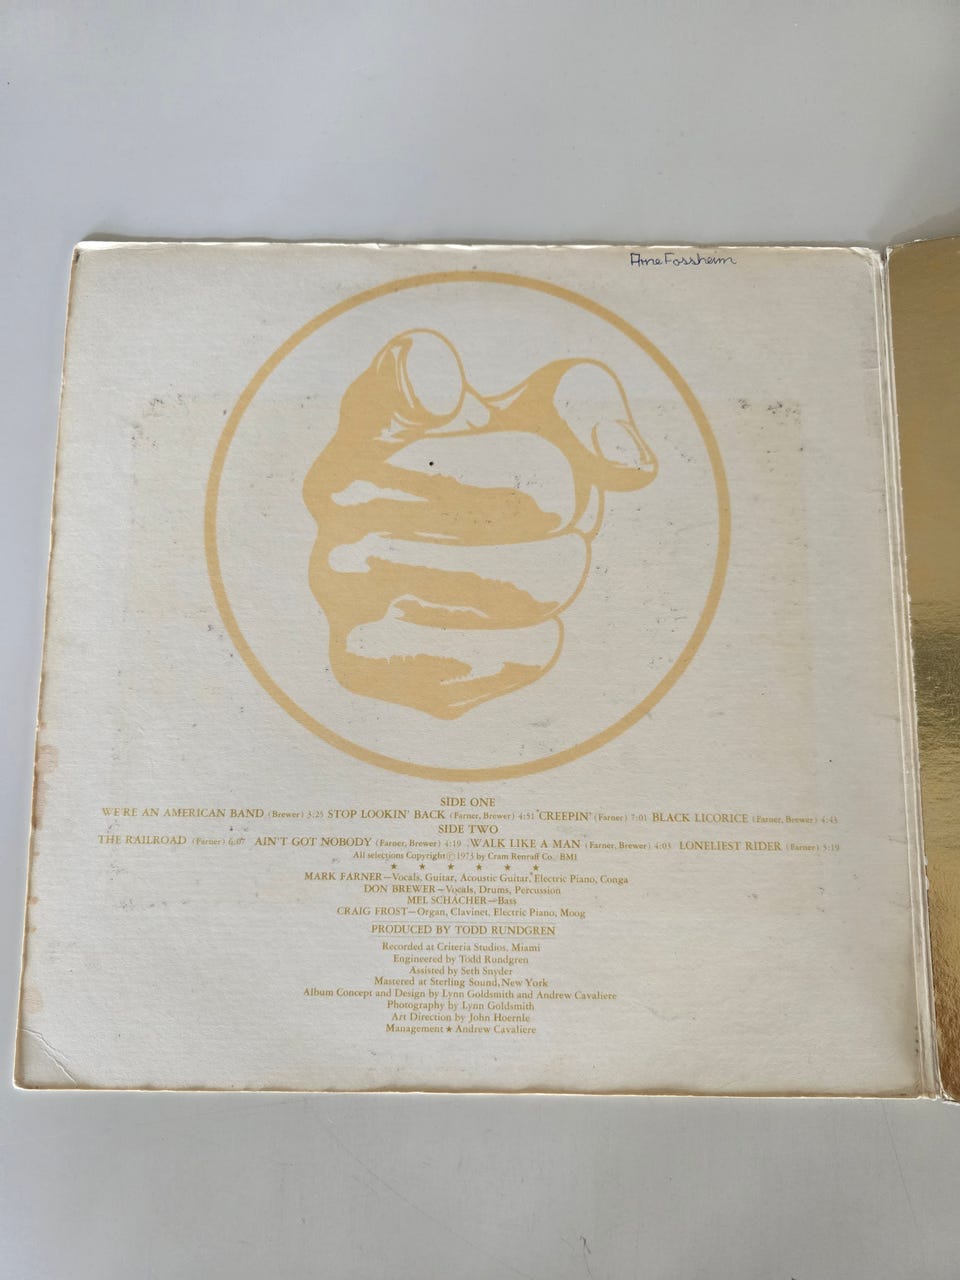 Arne Fossheim
SIDE ONE
WE'RE AN AMERICAN BAND (Brewer) 3:25 STOP LOOKIN' BACK (Farner, Brewer) 4:51 "CREEPIN" (Farner) 7:01 BLACK LICORICE (Farner, Brewer) 4:43
SIDE TWO
THE RAILROAD (Farner) 6:07 AIN'T GOT NOBODY (Farner, Brewer) 4:19 WALK LIKE A MAN (Farner, Brewer) 4:03 LONELIEST RIDER (Farner) 5:19
All selections Copyright © 1973 by Cram Renraff Co. BMI
★ ★ ★ ★ ★ ★
MARK FARNER—Vocals, Guitar, Acoustic Guitar, Electric Piano, Conga
DON BREWER—Vocals, Drums, Percussion
MEL SCHACHER—Bass
CRAIG FROST—Organ, Clavinet, Electric Piano, Moog
PRODUCED BY TODD RUNDGREN
Recorded at Criteria Studios, Miami
Engineered by Todd Rundgren
Assisted by Seth Snyder
Mastered at Sterling Sound, New York
Album Concept and Design by Lynn Goldsmith and Andrew Cavaliere
Photography by Lynn Goldsmith
Art Direction by John Hoernle
Management ★ Andrew Cavaliere